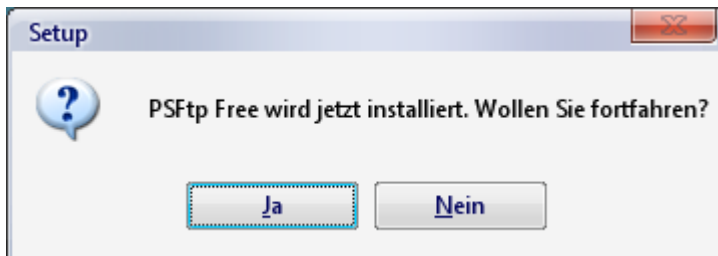 Setup
PSFtp Free wird jetzt installiert. Wollen Sie fortfahren?
Ja
Nein